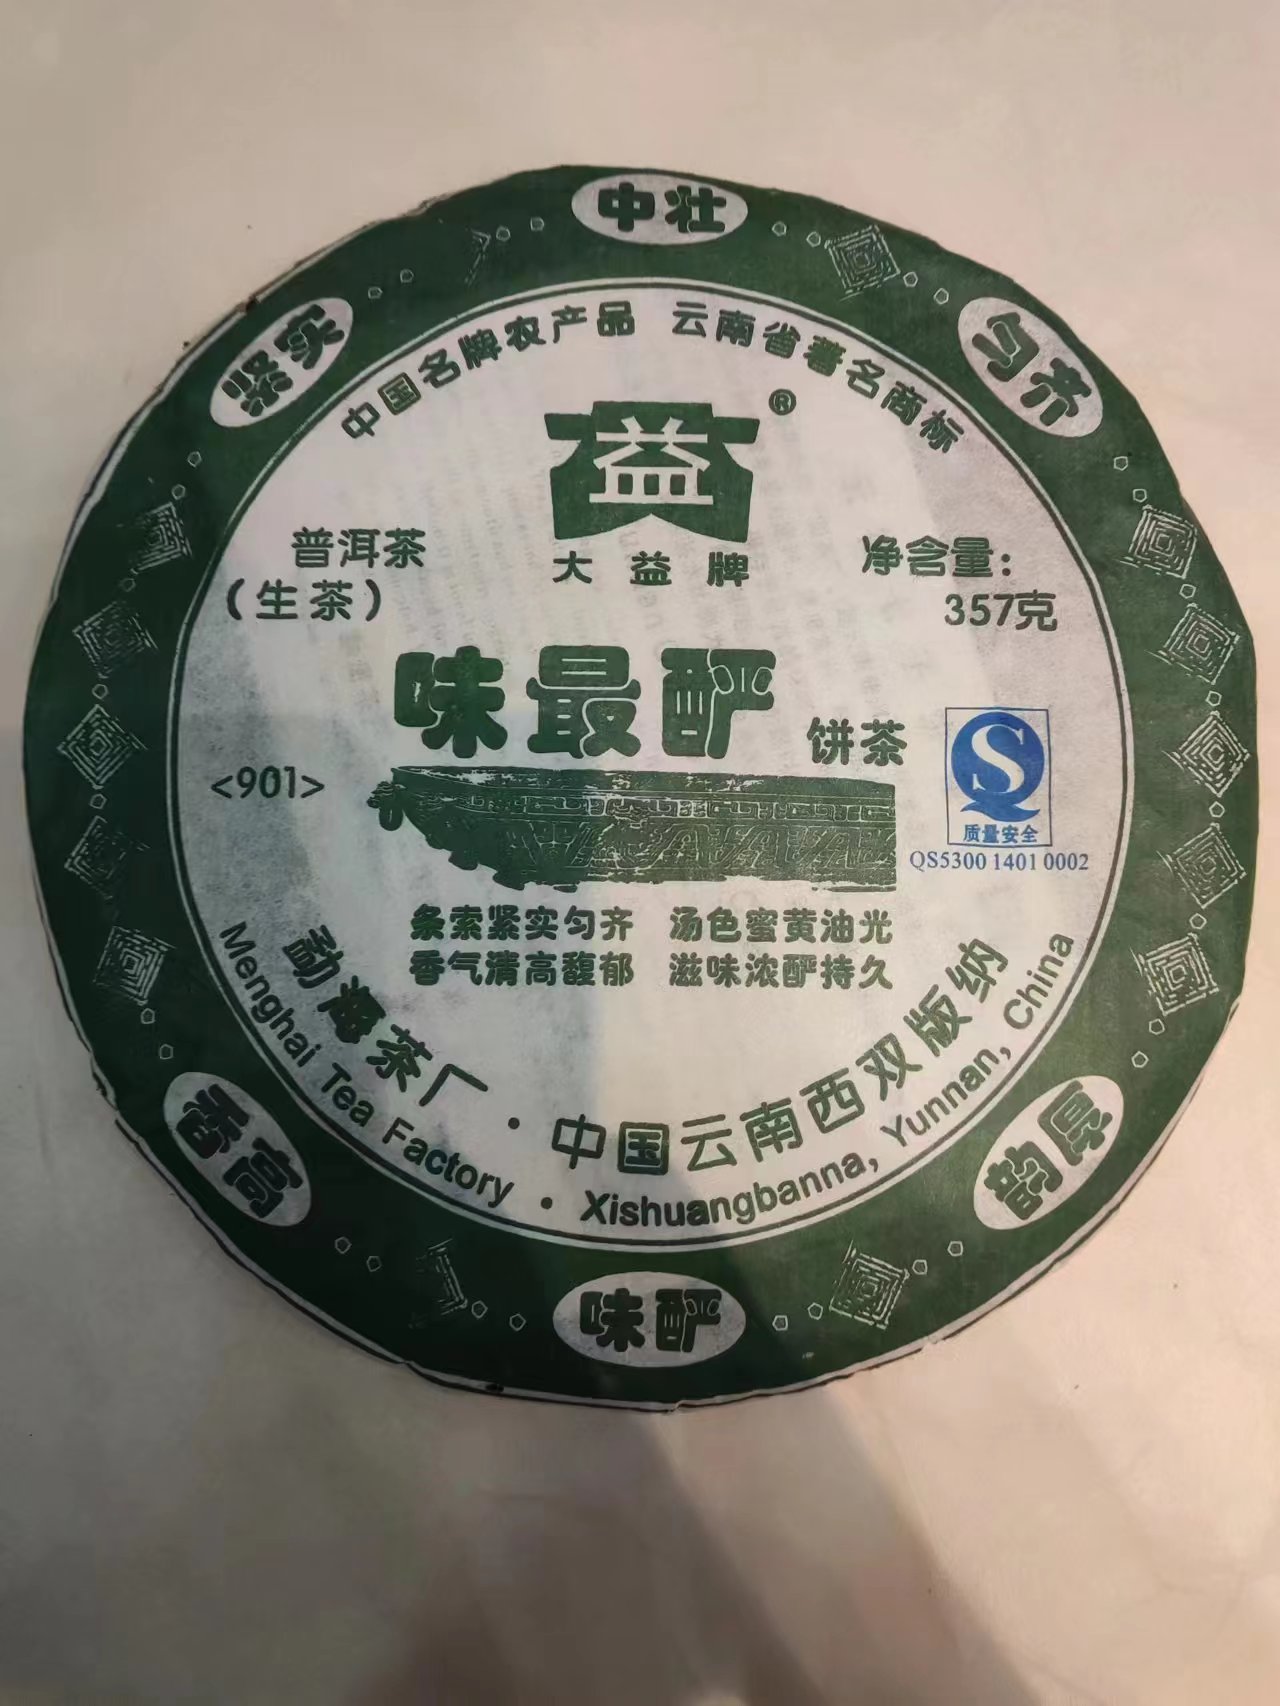 中壮
紧实
匀齐
中国名牌农产品 云南省著名商标
益
®
大益牌
普洱茶
(生茶)
净含量:
357克
味最酽
饼茶
<901>
S
质量安全
QS5300 1401 0002
条索紧实匀齐 汤色蜜黄油光
香气清高馥郁 滋味浓酽持久
勐海茶厂·中国云南西双版纳
Menghai Tea Factory · Xishuangbanna, Yunnan, China
香高
韵厚
味酽